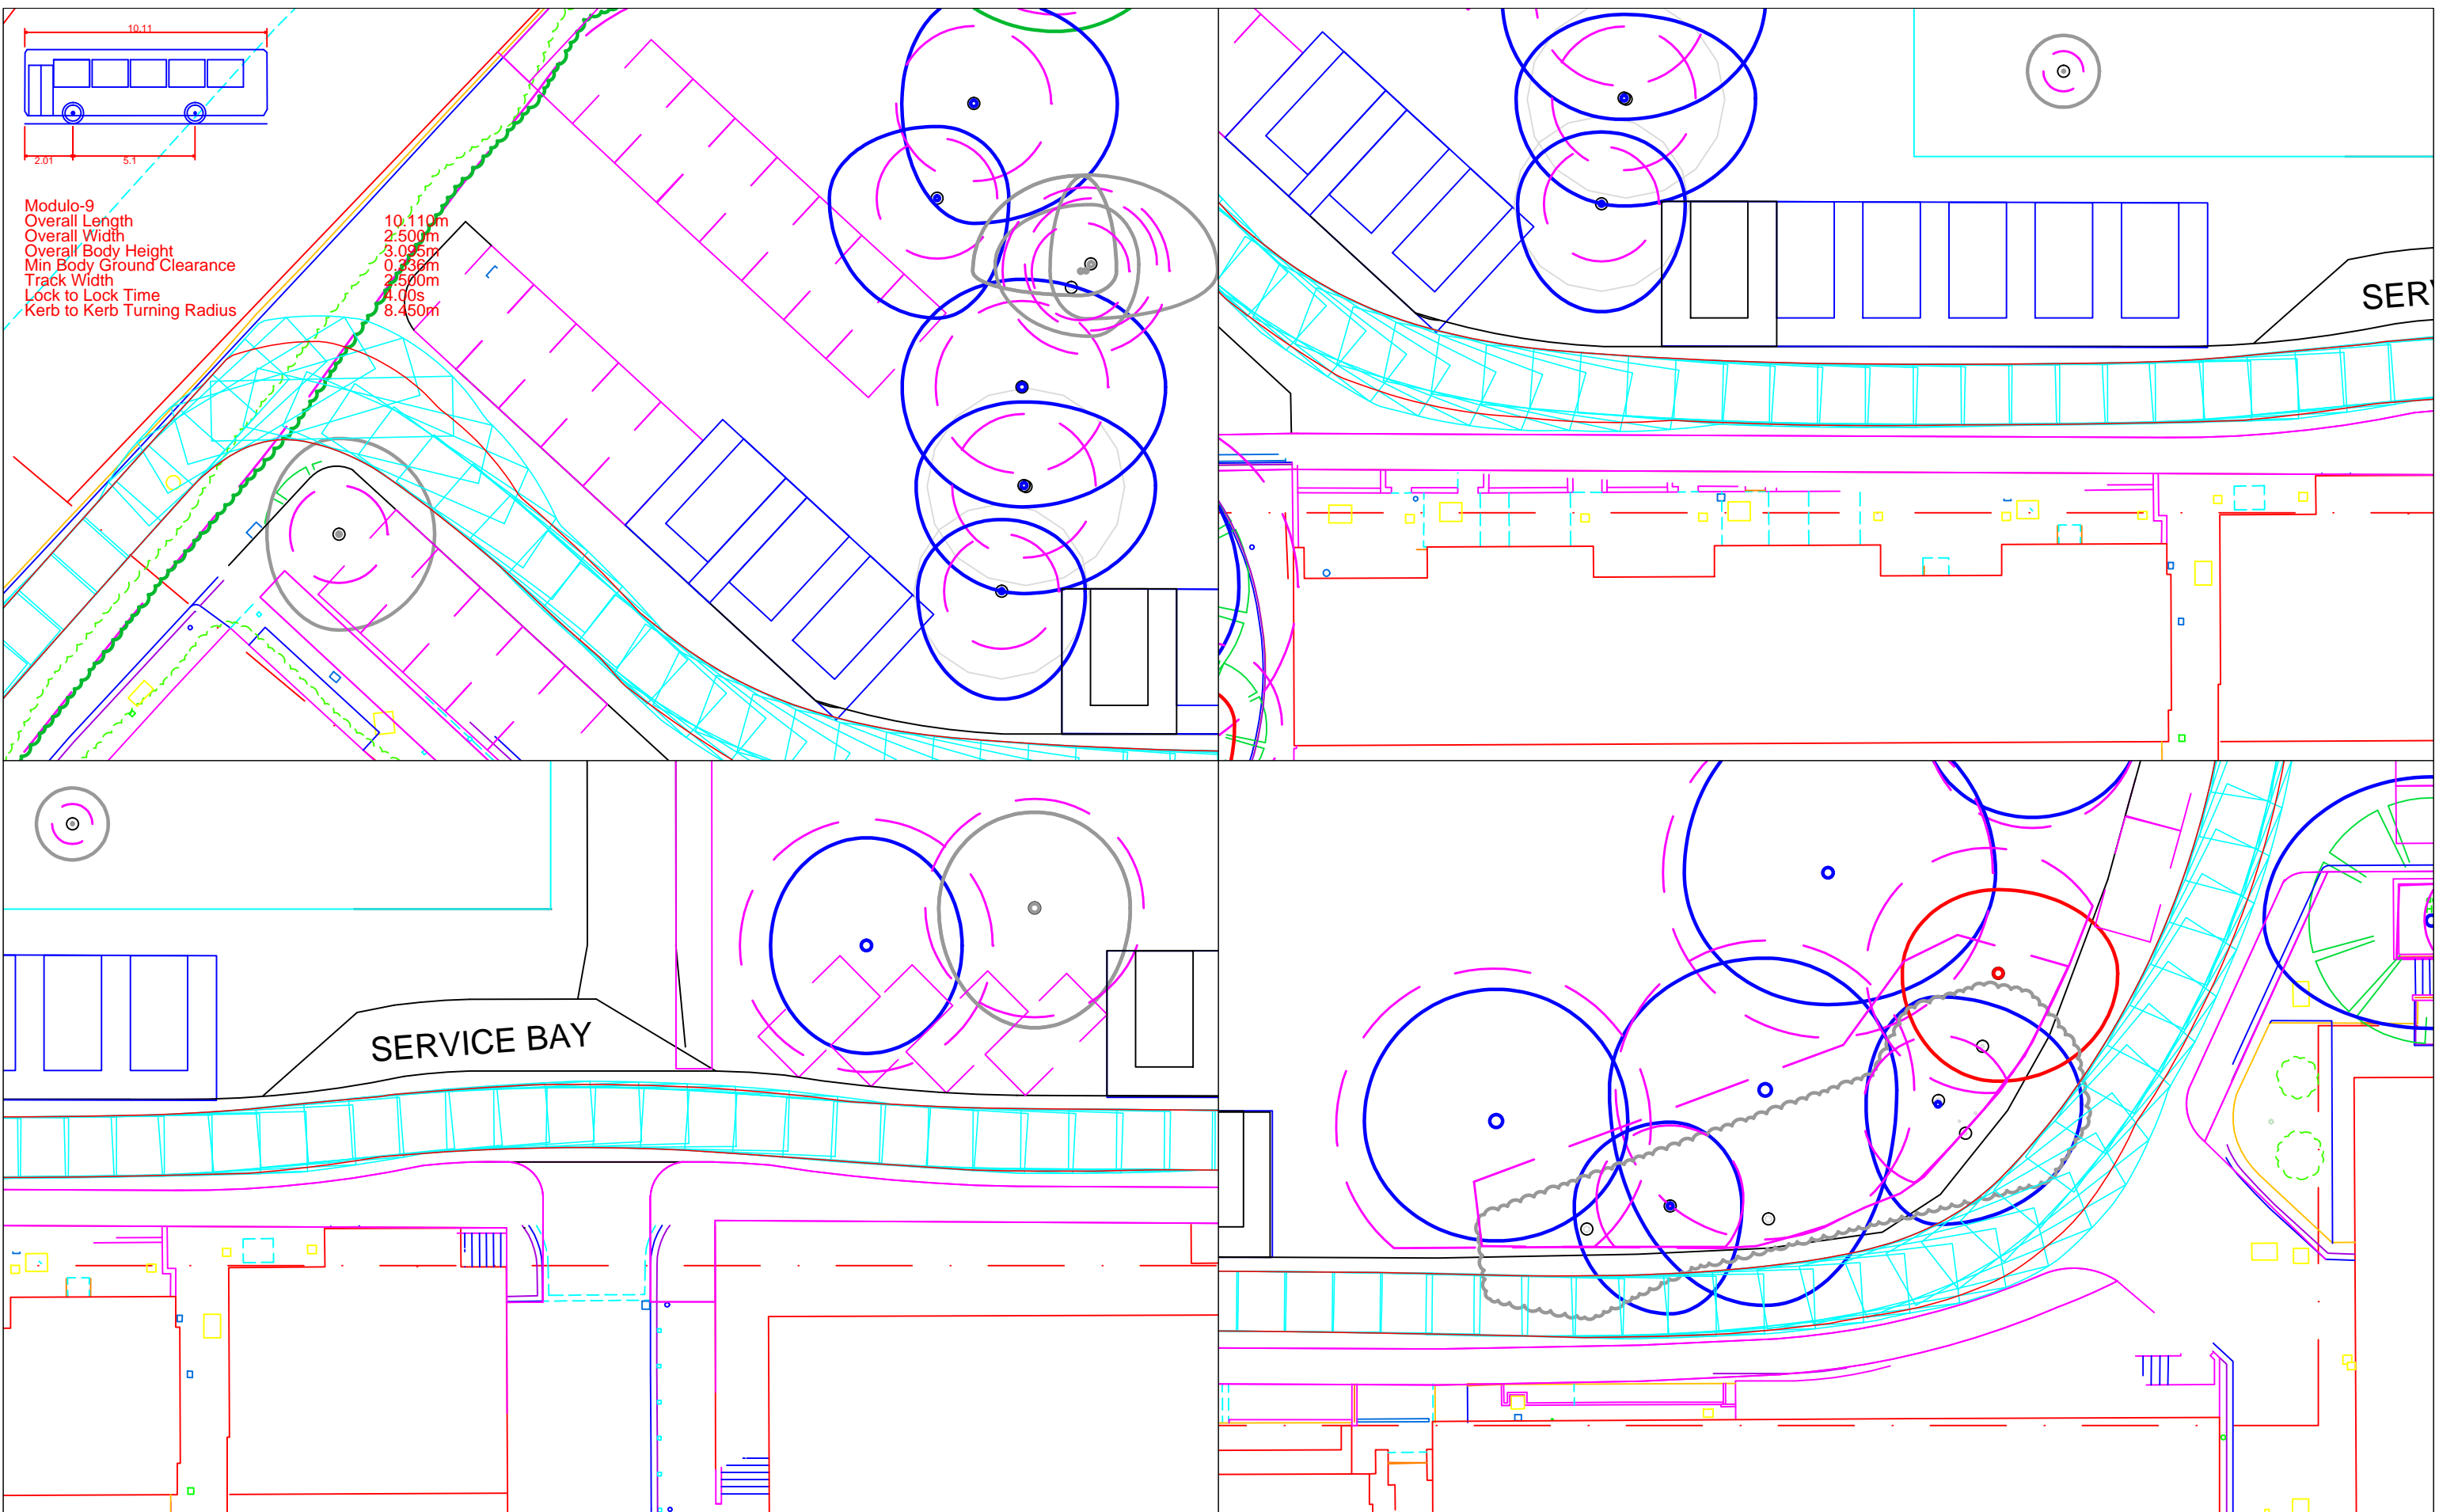 10.11
2.01 5.1
Modulo-9
Overall Length 10.110m
Overall Width 2.500m
Overall Body Height 3.095m
Min Body Ground Clearance 0.336m
Track Width 2.500m
Lock to Lock Time 4.00s
Kerb to Kerb Turning Radius 8.450m
SERV
SERVICE BAY